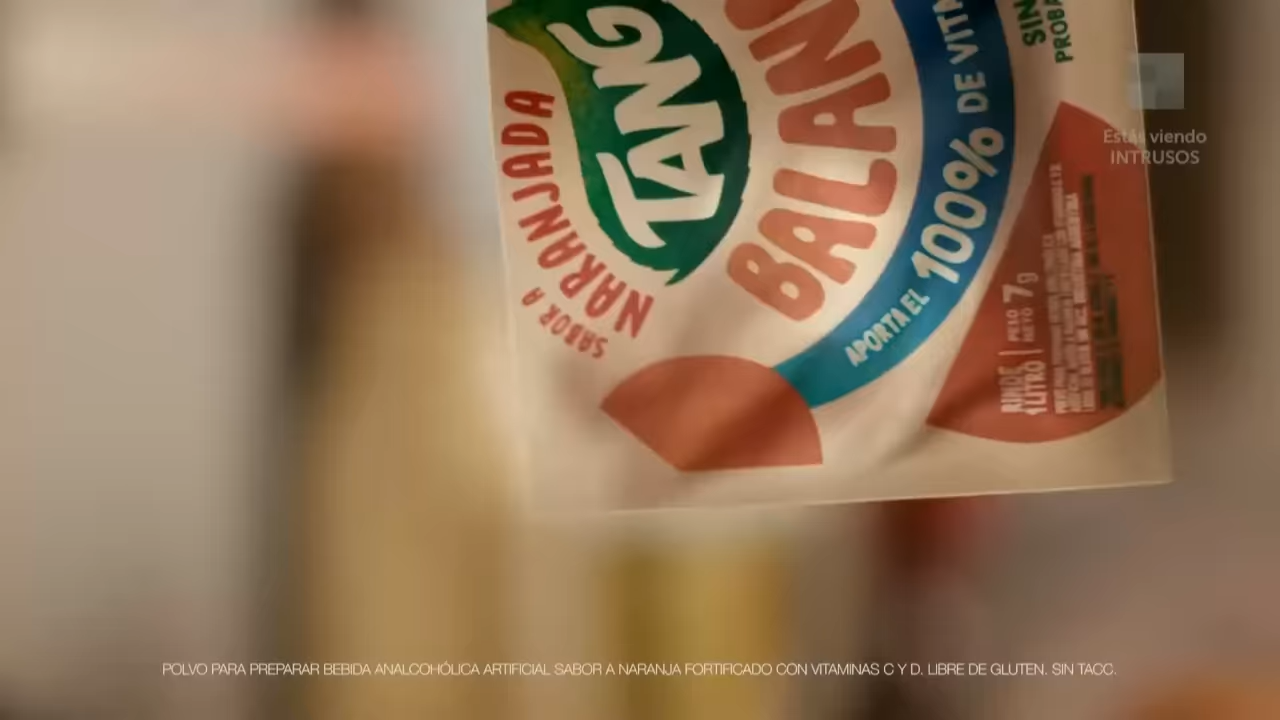 TANG
SABOR A
NARANJADA
BALAN
APORTA EL 100% DE VITA
SIN
PROBA
RINDE
1 LITRO
PESO
NETO 7g
Estás viendo
INTRUSOS
POLVO PARA PREPARAR BEBIDA ANALCOHÓLICA ARTIFICIAL SABOR A NARANJA FORTIFICADO CON VITAMINAS C Y D. LIBRE DE GLUTEN. SIN TACC.